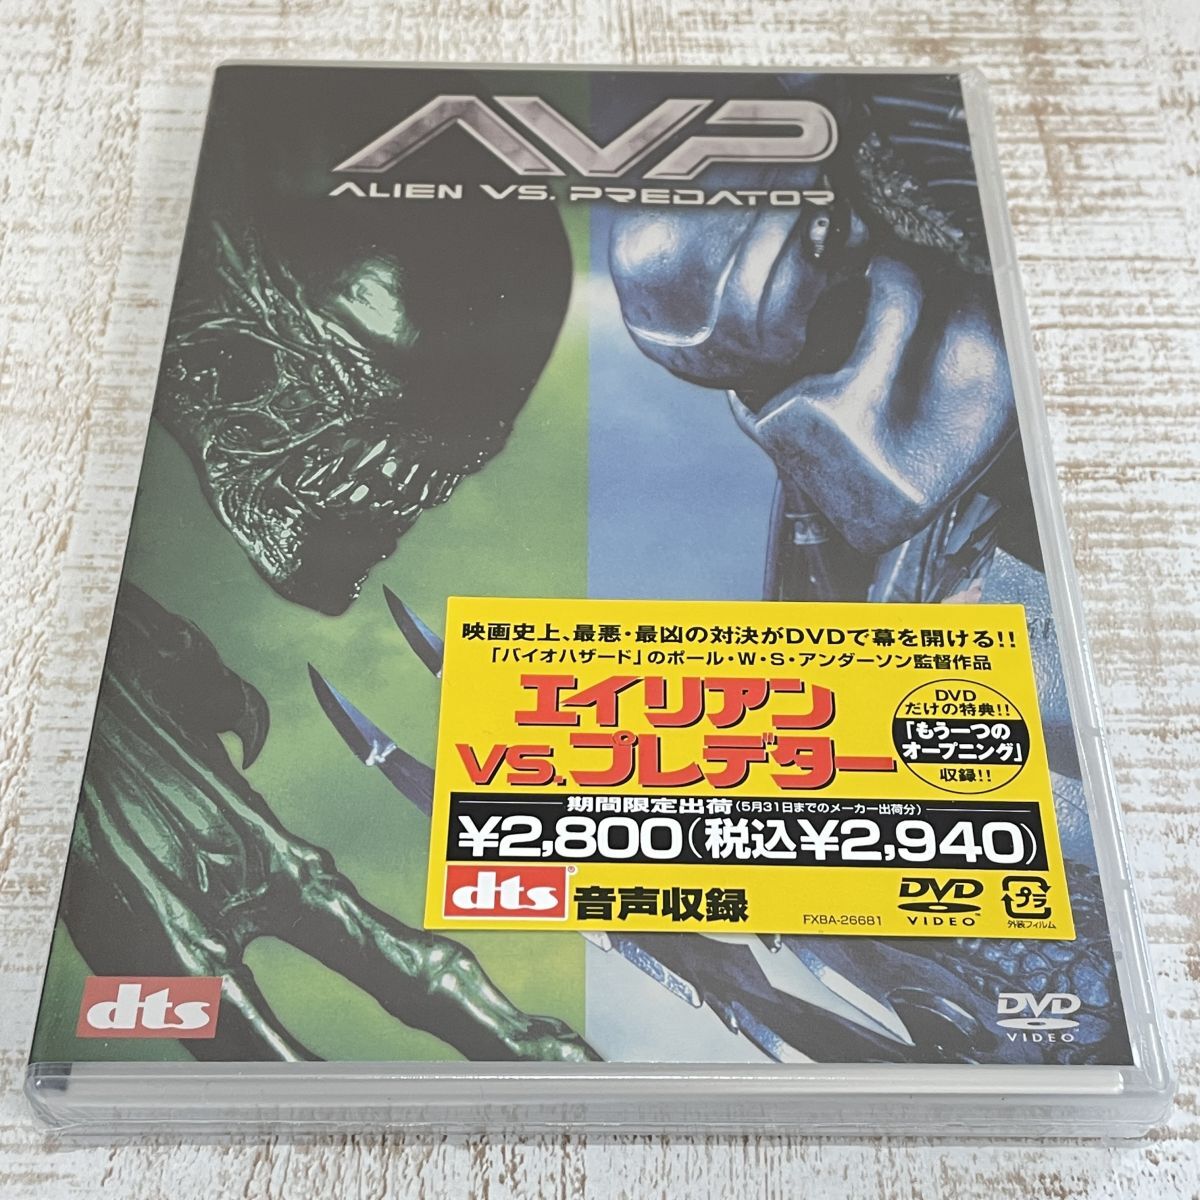 AVP
ALIEN VS. PREDATOR
映画史上、最悪・最凶の対決がDVDで幕を開ける!!
「バイオハザード」のポール・W・S・アンダーソン監督作品
エイリアン
VS.プレデター
DVD
だけの特典!!
「もう一つの
オープニング」
収録!!
期間限定出荷(5月31日までのメーカー出荷分)
¥2,800(税込¥2,940)
dts® 音声収録
FXBA-26681
DVD
VIDEO™
プラ
外装フィルム
dts
DVD
VIDEO